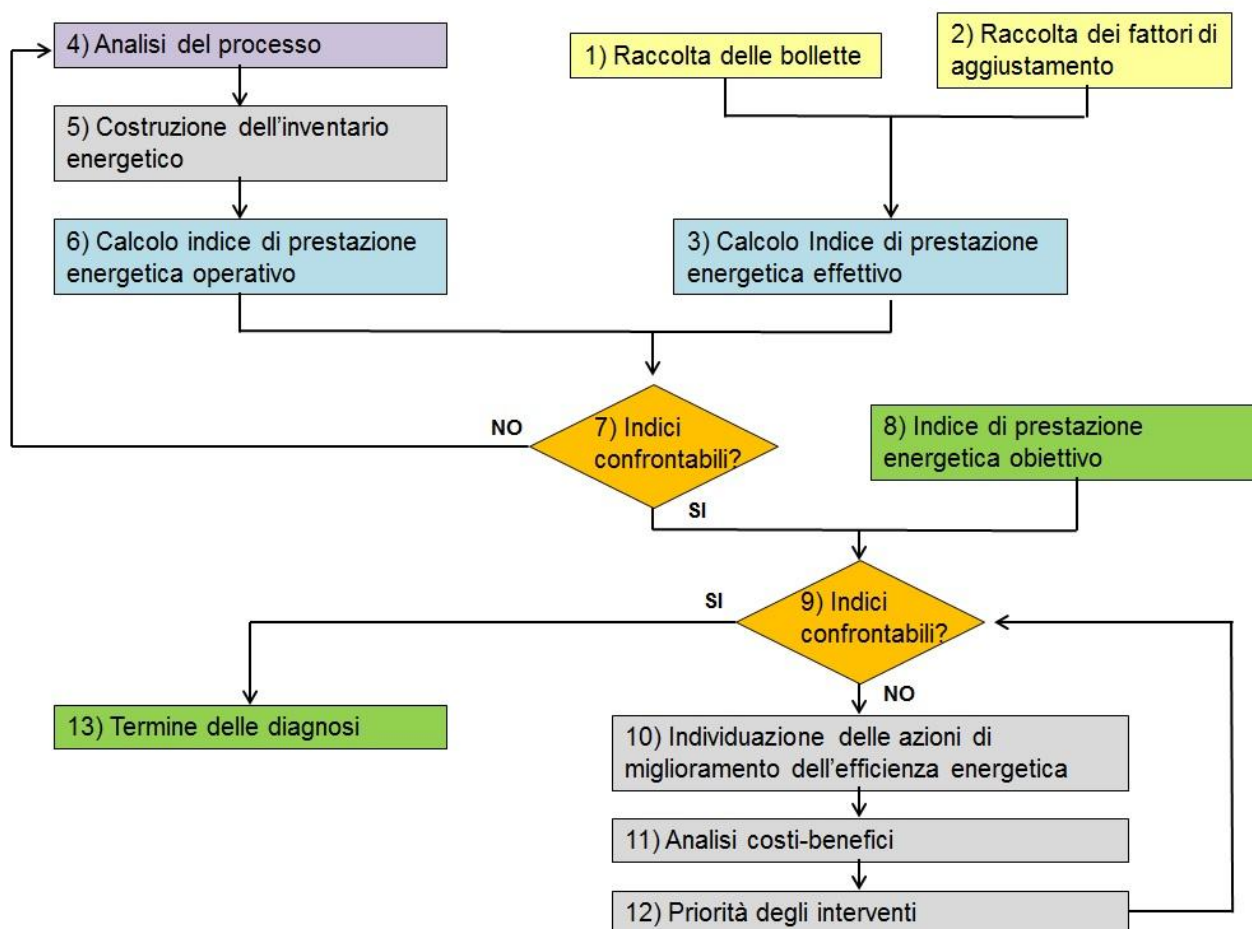 4) Analisi del processo
1) Raccolta delle bollette
2) Raccolta dei fattori di
aggiustamento
5) Costruzione dell'inventario
energetico
6) Calcolo indice di prestazione
energetica operativo
3) Calcolo Indice di prestazione
energetica effettivo
NO
7) Indici
confrontabili?
SI
8) Indice di prestazione
energetica obiettivo
SI
9) Indici
confrontabili?
NO
13) Termine delle diagnosi
10) Individuazione delle azioni di
miglioramento dell'efficienza energetica
11) Analisi costi-benefici
12) Priorità degli interventi